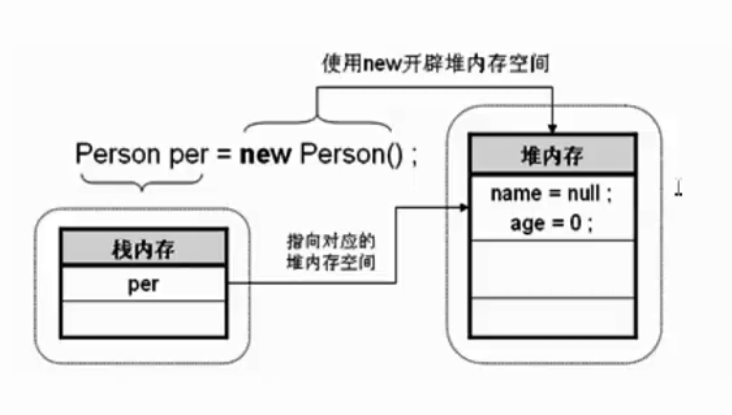 使用new开辟堆内存空间
Person per = new Person() ;
堆内存
name = null ;
age = 0 ;
栈内存
per
指向对应的
堆内存空间